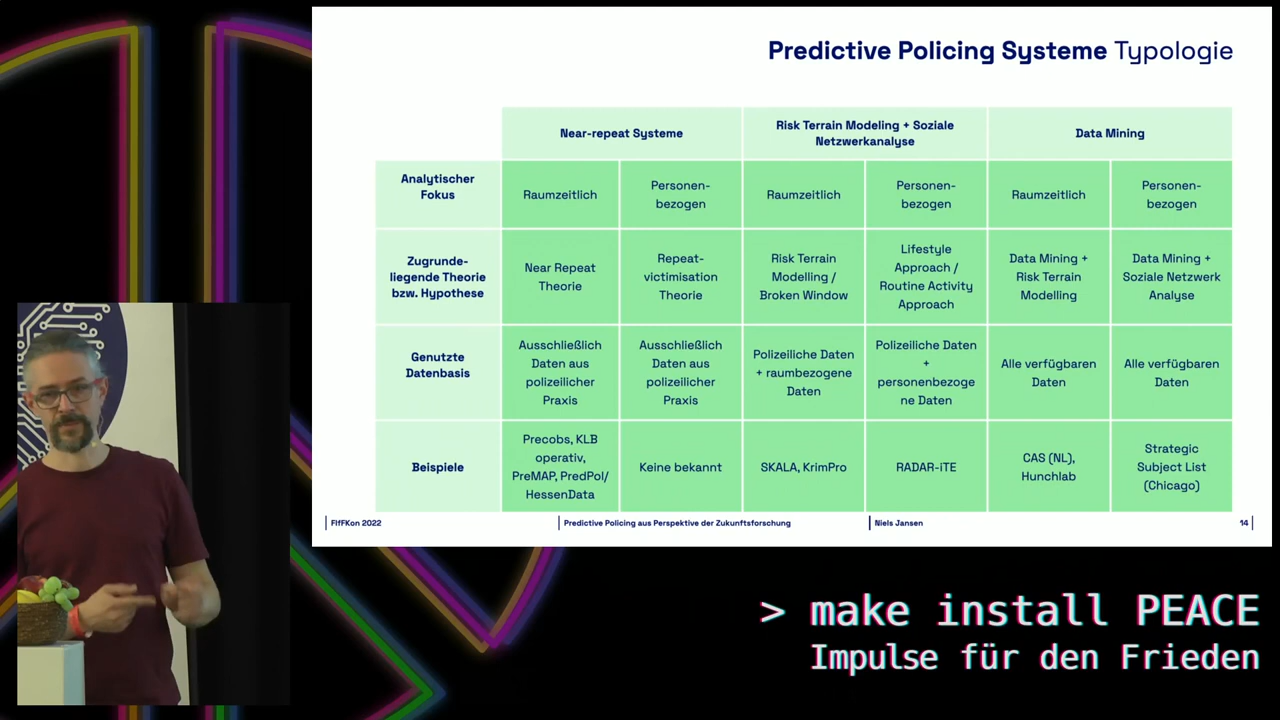 Predictive Policing Systeme Typologie
Near-repeat Systeme
Risk Terrain Modeling + Soziale
Netzwerkanalyse
Data Mining
Analytischer
Fokus
Raumzeitlich
Personen-
bezogen
Raumzeitlich
Personen-
bezogen
Raumzeitlich
Personen-
bezogen
Zugrunde-
liegende Theorie
bzw. Hypothese
Near Repeat
Theorie
Repeat-
victimisation
Theorie
Risk Terrain
Modelling /
Broken Window
Lifestyle
Approach /
Routine Activity
Approach
Data Mining +
Risk Terrain
Modelling
Data Mining +
Soziale Netzwerk
Analyse
Genutzte
Datenbasis
Ausschließlich
Daten aus
polizeilicher
Praxis
Ausschließlich
Daten aus
polizeilicher
Praxis
Polizeiliche Daten
+ raumbezogene
Daten
Polizeiliche Daten
+
personenbezoge
ne Daten
Alle verfügbaren
Daten
Alle verfügbaren
Daten
Beispiele
Precobs, KLB
operativ,
PreMAP, PredPol/
HessenData
Keine bekannt
SKALA, KrimPro
RADAR-iTE
CAS (NL),
Hunchlab
Strategic
Subject List
(Chicago)
FIfFKon 2022
Predictive Policing aus Perspektive der Zukunftsforschung
Niels Jansen
14
> make install PEACE
Impulse für den Frieden